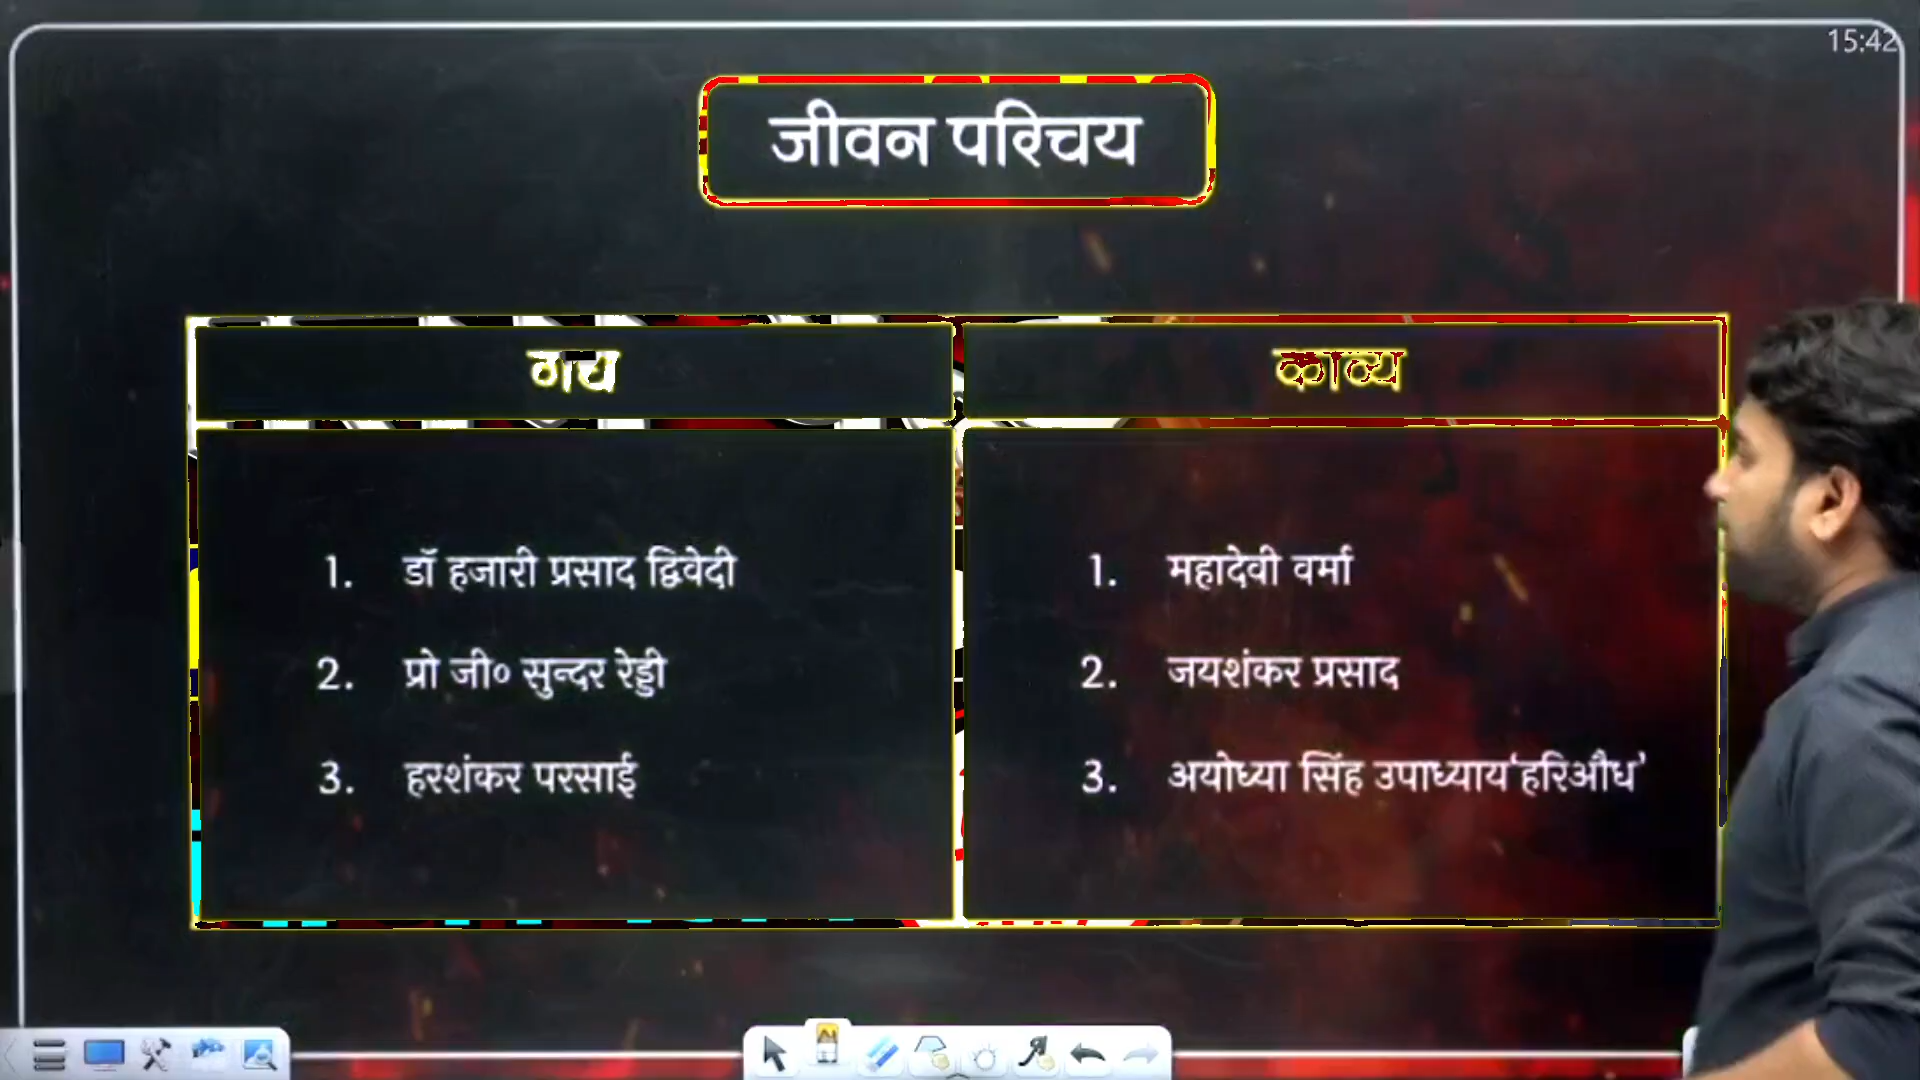 15:42
जीवन परिचय
गद्य
काव्य
1. डॉ हजारी प्रसाद द्विवेदी
2. प्रो जी० सुन्दर रेड्डी
3. हरशंकर परसाई
1. महादेवी वर्मा
2. जयशंकर प्रसाद
3. अयोध्या सिंह उपाध्याय‘हरिऔध’